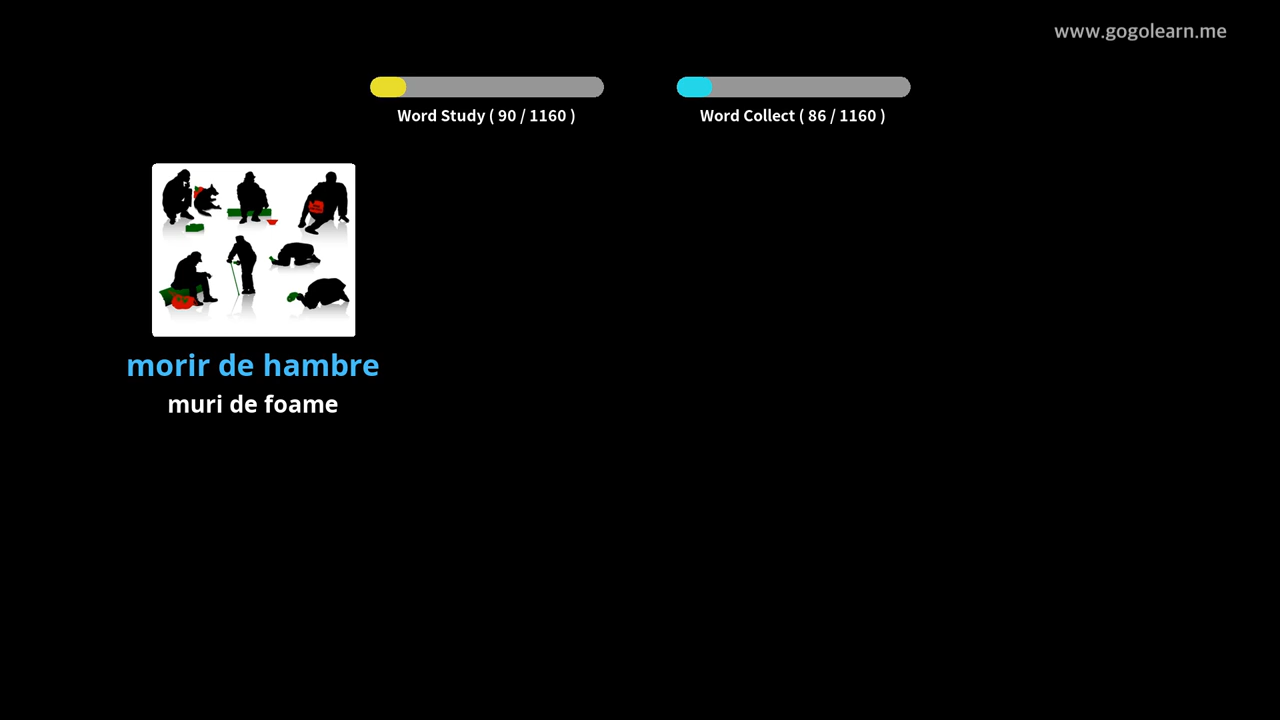 www.gogolearn.me
Word Study ( 90 / 1160 )
Word Collect ( 86 / 1160 )
morir de hambre
muri de foame